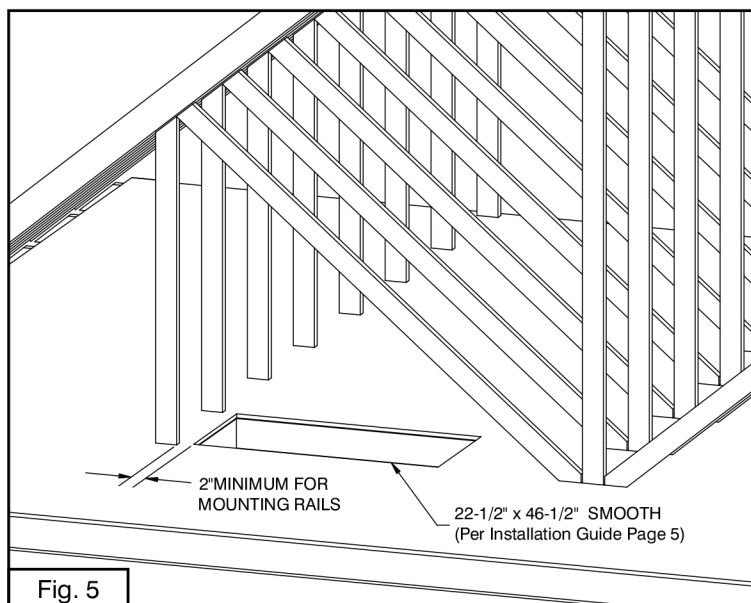 2"MINIMUM FOR
MOUNTING RAILS
22-1/2" x 46-1/2" SMOOTH
(Per Installation Guide Page 5)
Fig. 5